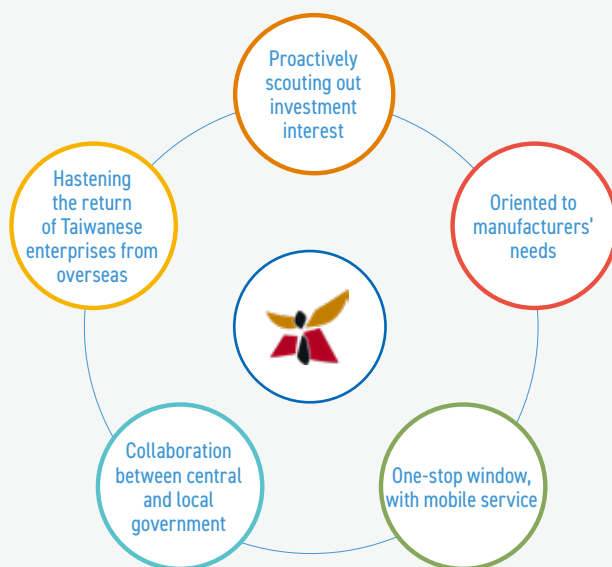 Proactively
scouting out
investment
interest
Hastening
the return
of Taiwanese
enterprises from
overseas
Oriented to
manufacturers’
needs
Collaboration
between central
and local
government
One-stop window,
with mobile service